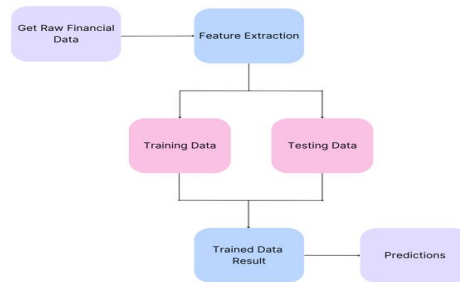 Get Raw Financial
Data
Feature Extraction
Training Data
Testing Data
Trained Data
Result
Predictions